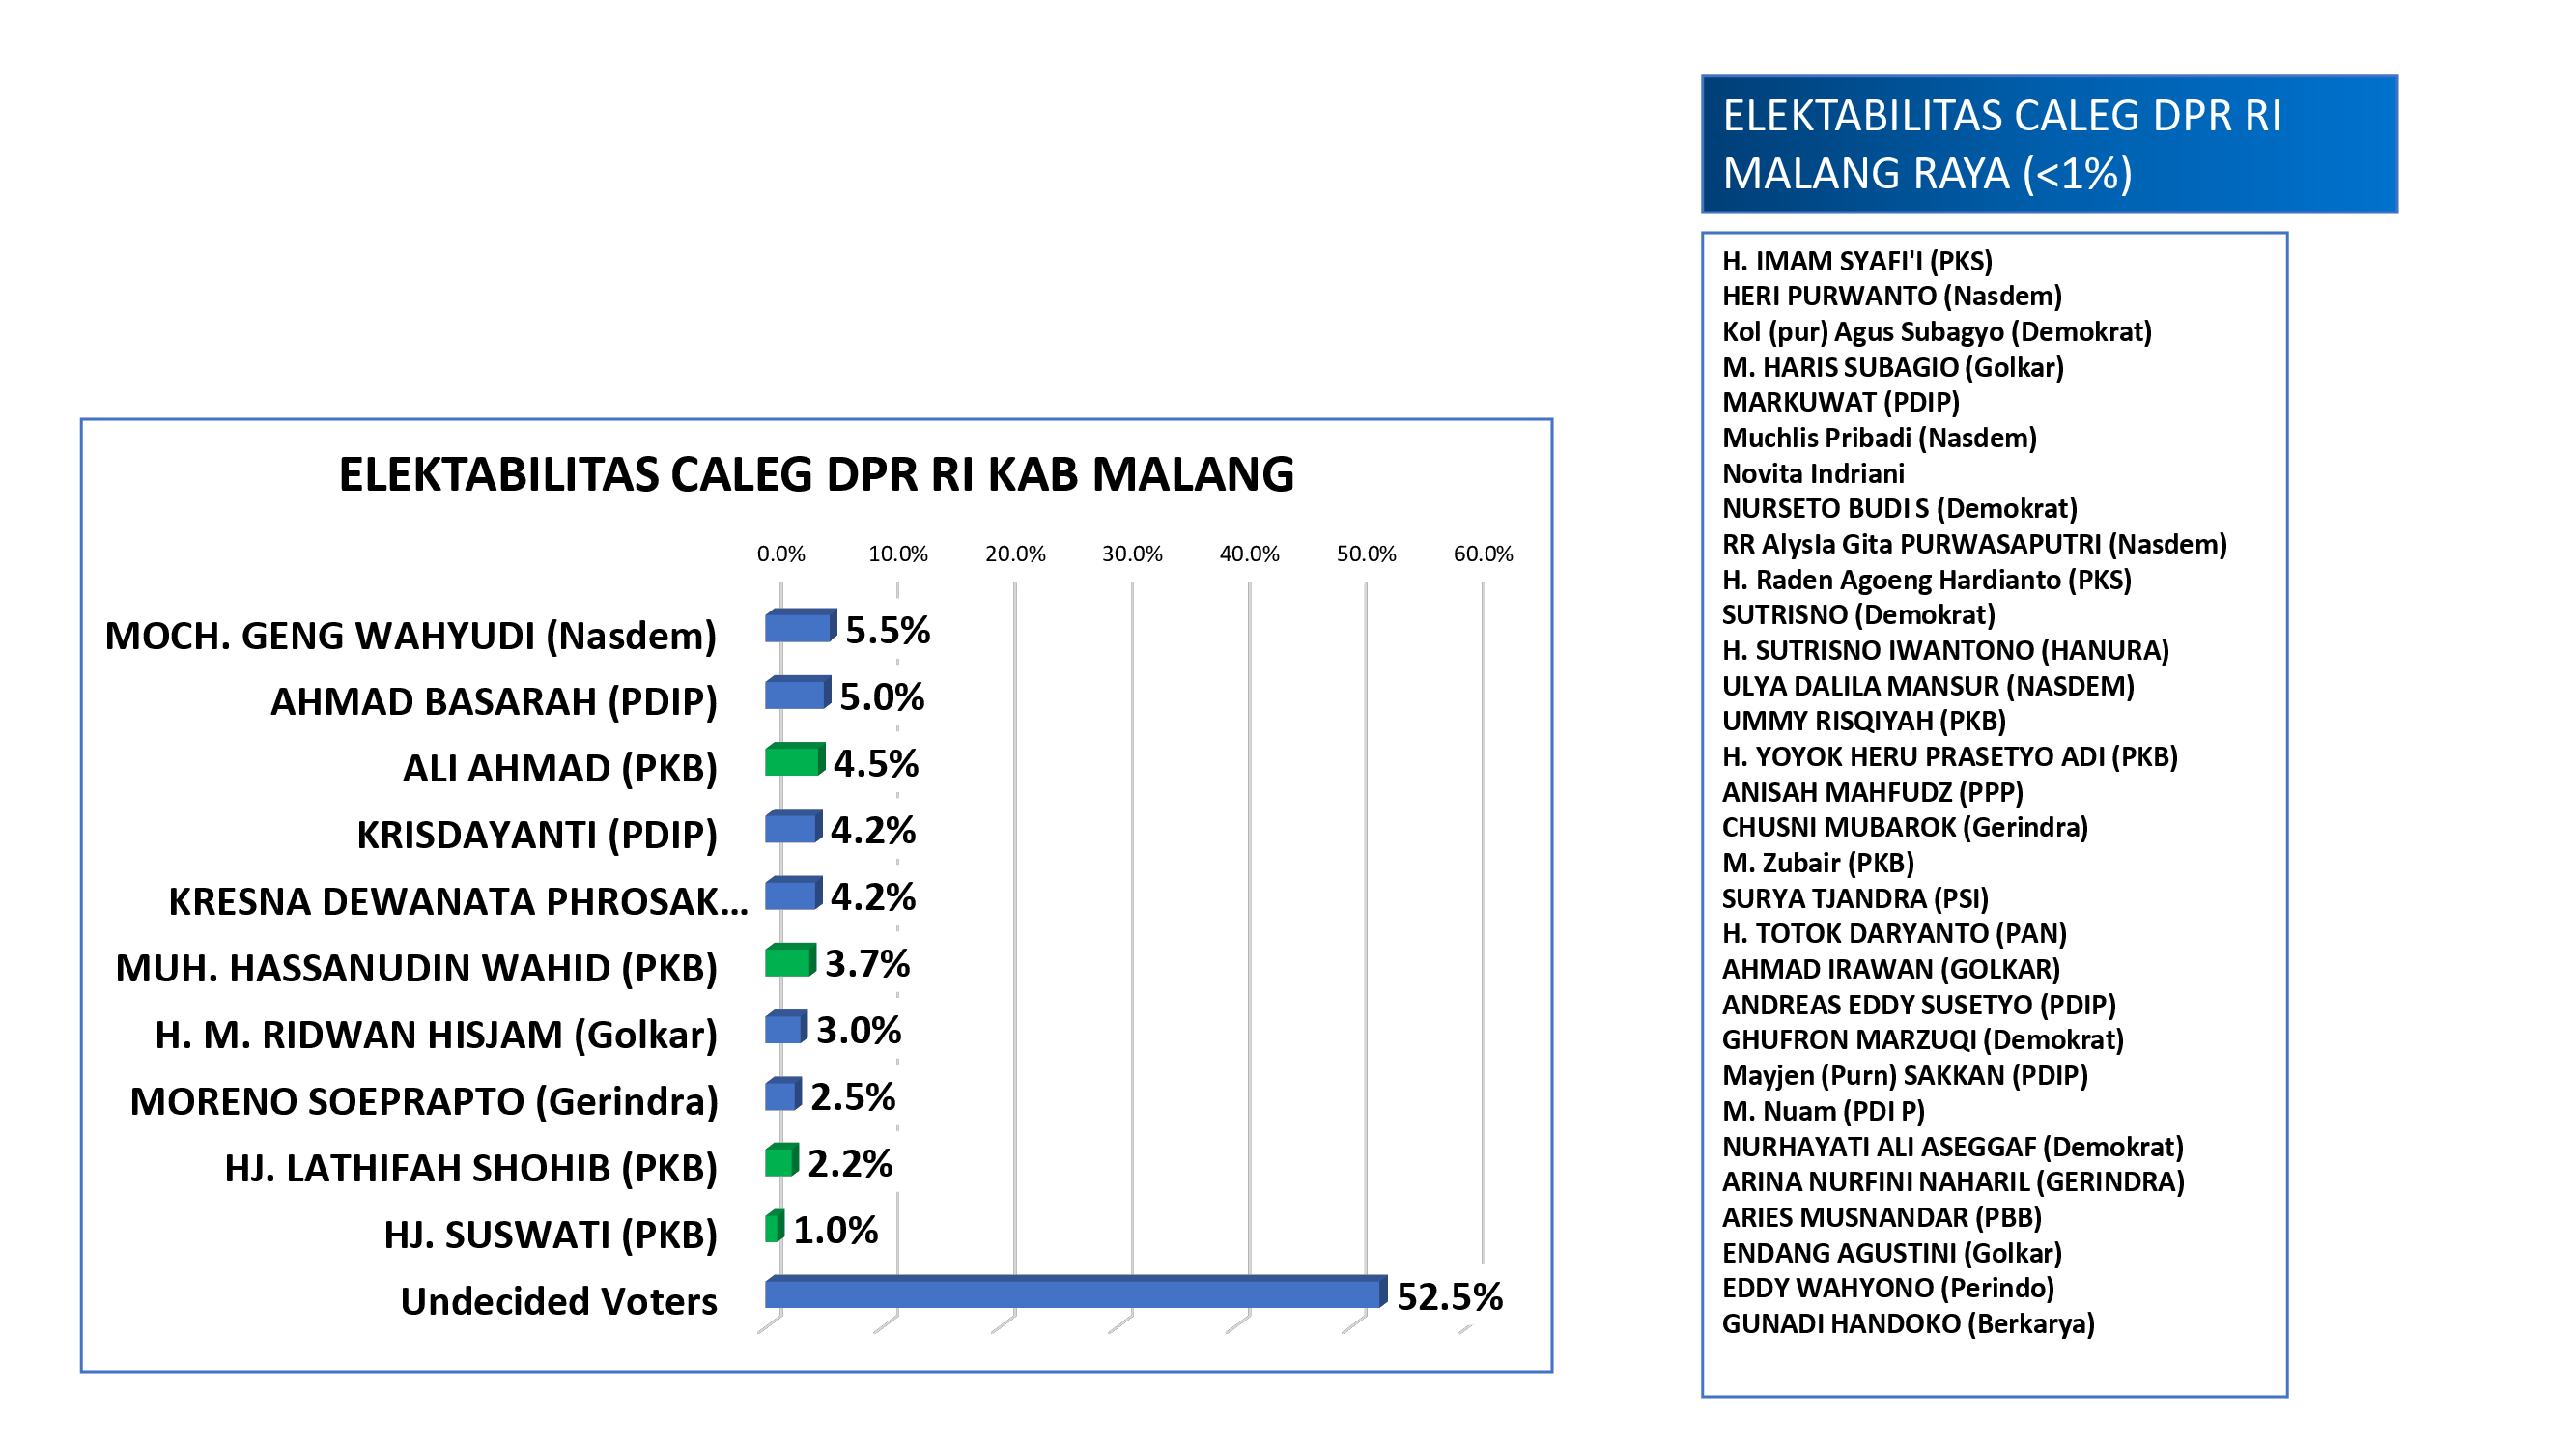 ELEKTABILITAS CALEG DPR RI KAB MALANG
0.0% 10.0% 20.0% 30.0% 40.0% 50.0% 60.0%
MOCH. GENG WAHYUDI (Nasdem) 5.5%
AHMAD BASARAH (PDIP) 5.0%
ALI AHMAD (PKB) 4.5%
KRISDAYANTI (PDIP) 4.2%
KRESNA DEWANATA PHROSAK... 4.2%
MUH. HASSANUDIN WAHID (PKB) 3.7%
H. M. RIDWAN HISJAM (Golkar) 3.0%
MORENO SOEPRAPTO (Gerindra) 2.5%
HJ. LATHIFAH SHOHIB (PKB) 2.2%
HJ. SUSWATI (PKB) 1.0%
Undecided Voters 52.5%
ELEKTABILITAS CALEG DPR RI
MALANG RAYA (<1%)
H. IMAM SYAFI'I (PKS)
HERI PURWANTO (Nasdem)
Kol (pur) Agus Subagyo (Demokrat)
M. HARIS SUBAGIO (Golkar)
MARKUWAT (PDIP)
Muchlis Pribadi (Nasdem)
Novita Indriani
NURSETO BUDI S (Demokrat)
RR AlysIa Gita PURWASAPUTRI (Nasdem)
H. Raden Agoeng Hardianto (PKS)
SUTRISNO (Demokrat)
H. SUTRISNO IWANTONO (HANURA)
ULYA DALILA MANSUR (NASDEM)
UMMY RISQIYAH (PKB)
H. YOYOK HERU PRASETYO ADI (PKB)
ANISAH MAHFUDZ (PPP)
CHUSNI MUBAROK (Gerindra)
M. Zubair (PKB)
SURYA TJANDRA (PSI)
H. TOTOK DARYANTO (PAN)
AHMAD IRAWAN (GOLKAR)
ANDREAS EDDY SUSETYO (PDIP)
GHUFRON MARZUQI (Demokrat)
Mayjen (Purn) SAKKAN (PDIP)
M. Nuam (PDI P)
NURHAYATI ALI ASEGGAF (Demokrat)
ARINA NURFINI NAHARIL (GERINDRA)
ARIES MUSNANDAR (PBB)
ENDANG AGUSTINI (Golkar)
EDDY WAHYONO (Perindo)
GUNADI HANDOKO (Berkarya)